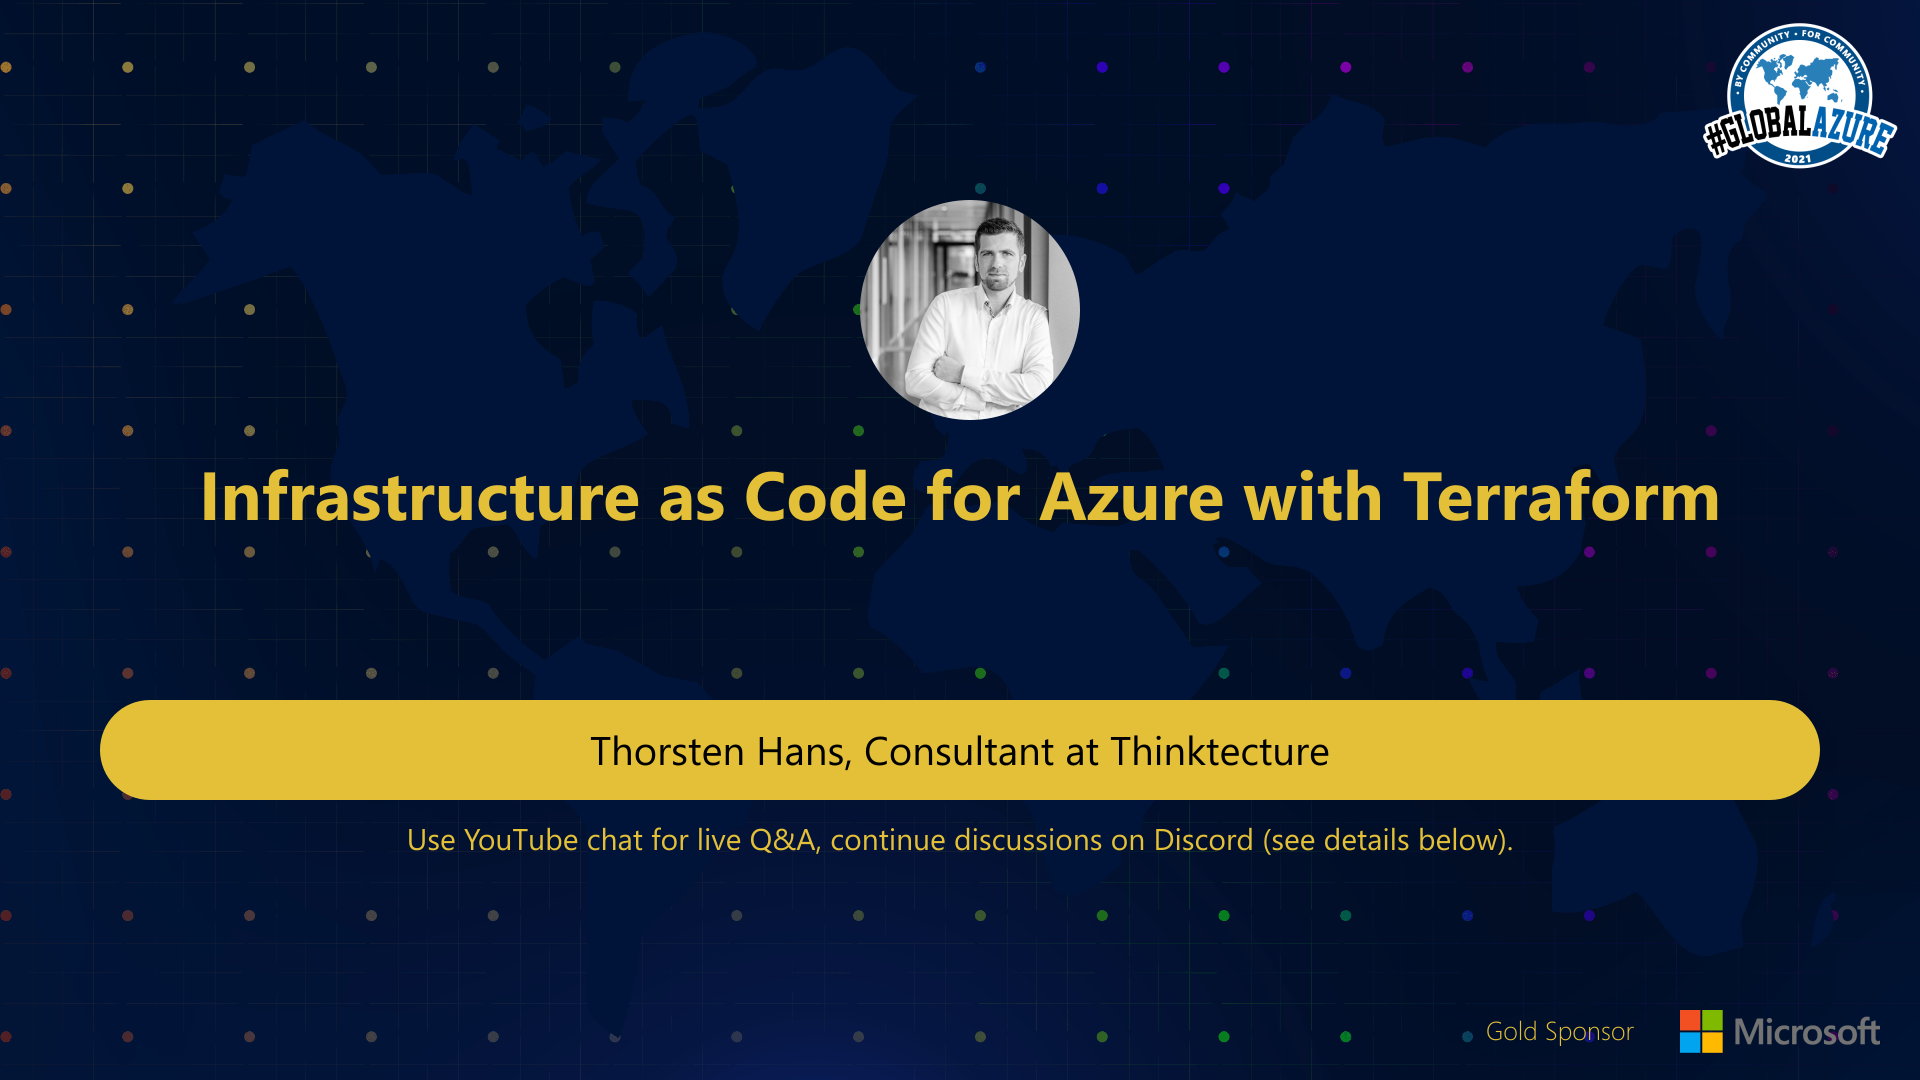 • BY COMMUNITY • FOR COMMUNITY •
#GLOBALAZURE
2021
Infrastructure as Code for Azure with Terraform
Thorsten Hans, Consultant at Thinktecture
Use YouTube chat for live Q&A, continue discussions on Discord (see details below).
Gold Sponsor
Microsoft